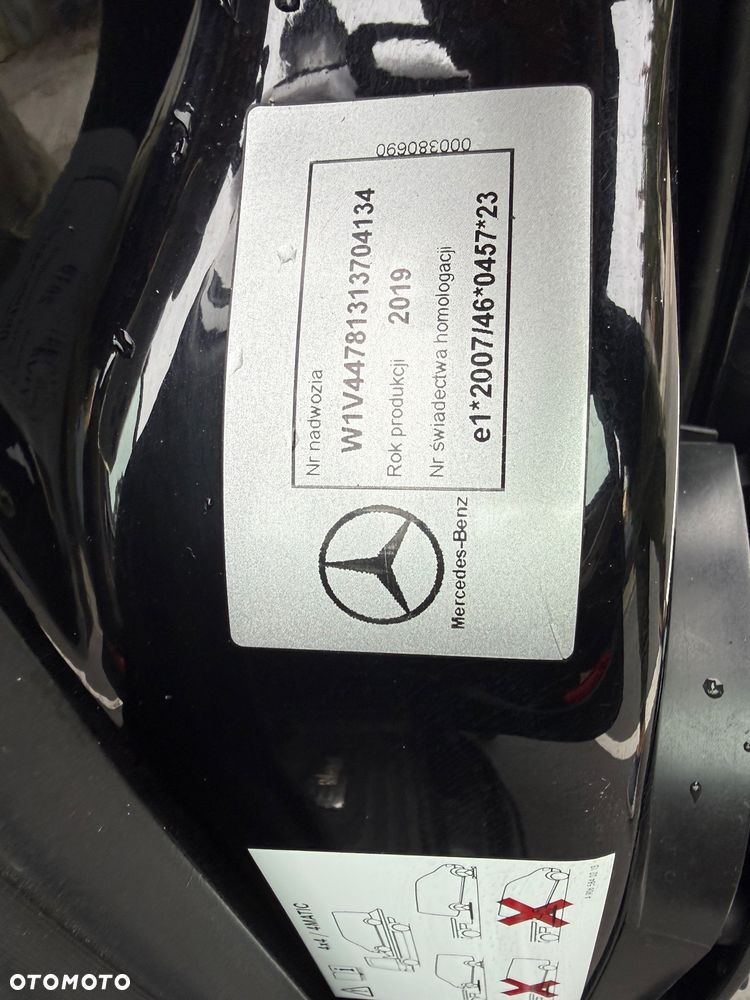 000380690
Nr nadwozia
W1V44781313704134
Rok produkcji 2019
Nr świadectwa homologacji
e1*2007/46*0457*23
Mercedes-Benz
4x4 / 4MATIC
OTOMOTO